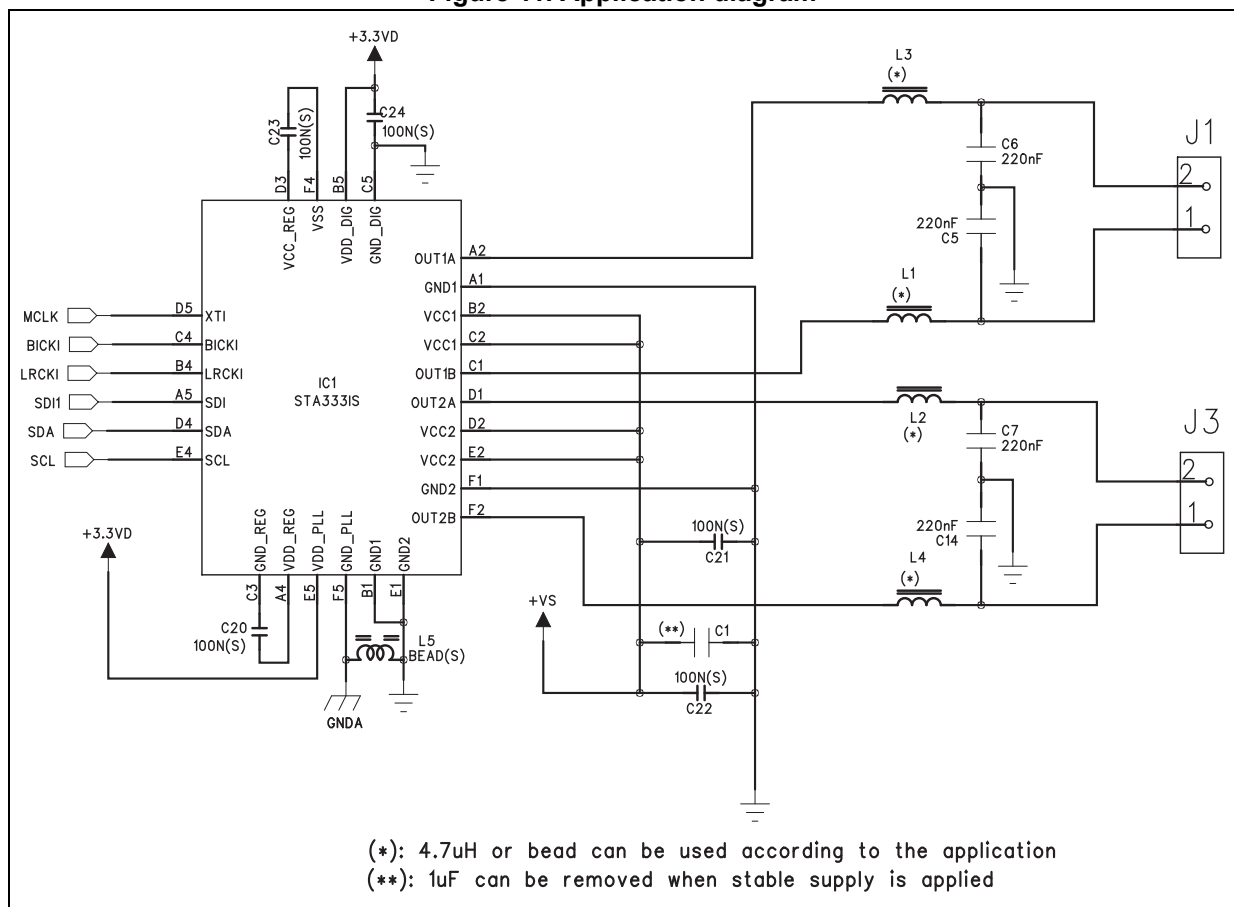 +3.3VD
C23
100N(S)
C24
100N(S)
D3
F4
B5
C5
VCC_REG
VSS
VDD_DIG
GND_DIG
MCLK
D5
XTI
BICKI
C4
BICKI
LRCKI
B4
LRCKI
SDI1
A5
SDI
SDA
D4
SDA
SCL
E4
SCL
IC1
STA333IS
OUT1A
A2
GND1
A1
VCC1
B2
VCC1
C2
OUT1B
C1
OUT2A
D1
VCC2
D2
VCC2
E2
GND2
F1
OUT2B
F2
GND_REG
VDD_REG
VDD_PLL
GND_PLL
GND1
GND2
C3
A4
E5
F5
B1
E1
+3.3VD
C20
100N(S)
L5
BEAD(S)
GNDA
+VS
100N(S)
C21
(**)
C1
100N(S)
C22
L3
(*)
C6
220nF
220nF
C5
L1
(*)
J1
2
1
L2
(*)
C7
220nF
220nF
C14
L4
(*)
J3
2
1
(*): 4.7uH or bead can be used according to the application
(**): 1uF can be removed when stable supply is applied